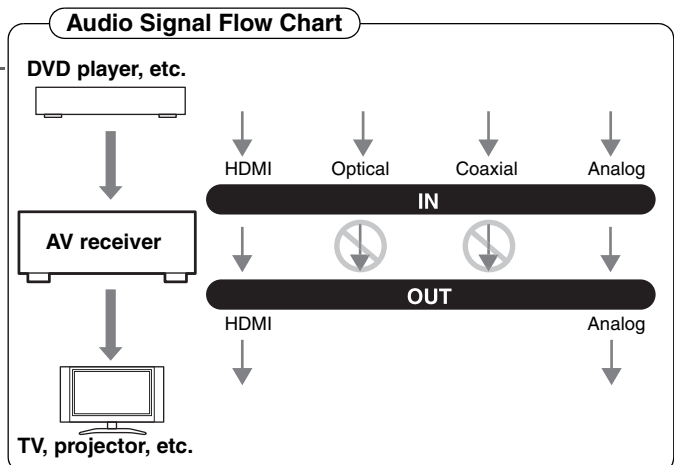 Audio Signal Flow Chart
DVD player, etc.
HDMI Optical Coaxial Analog
IN
AV receiver
OUT
HDMI Analog
TV, projector, etc.